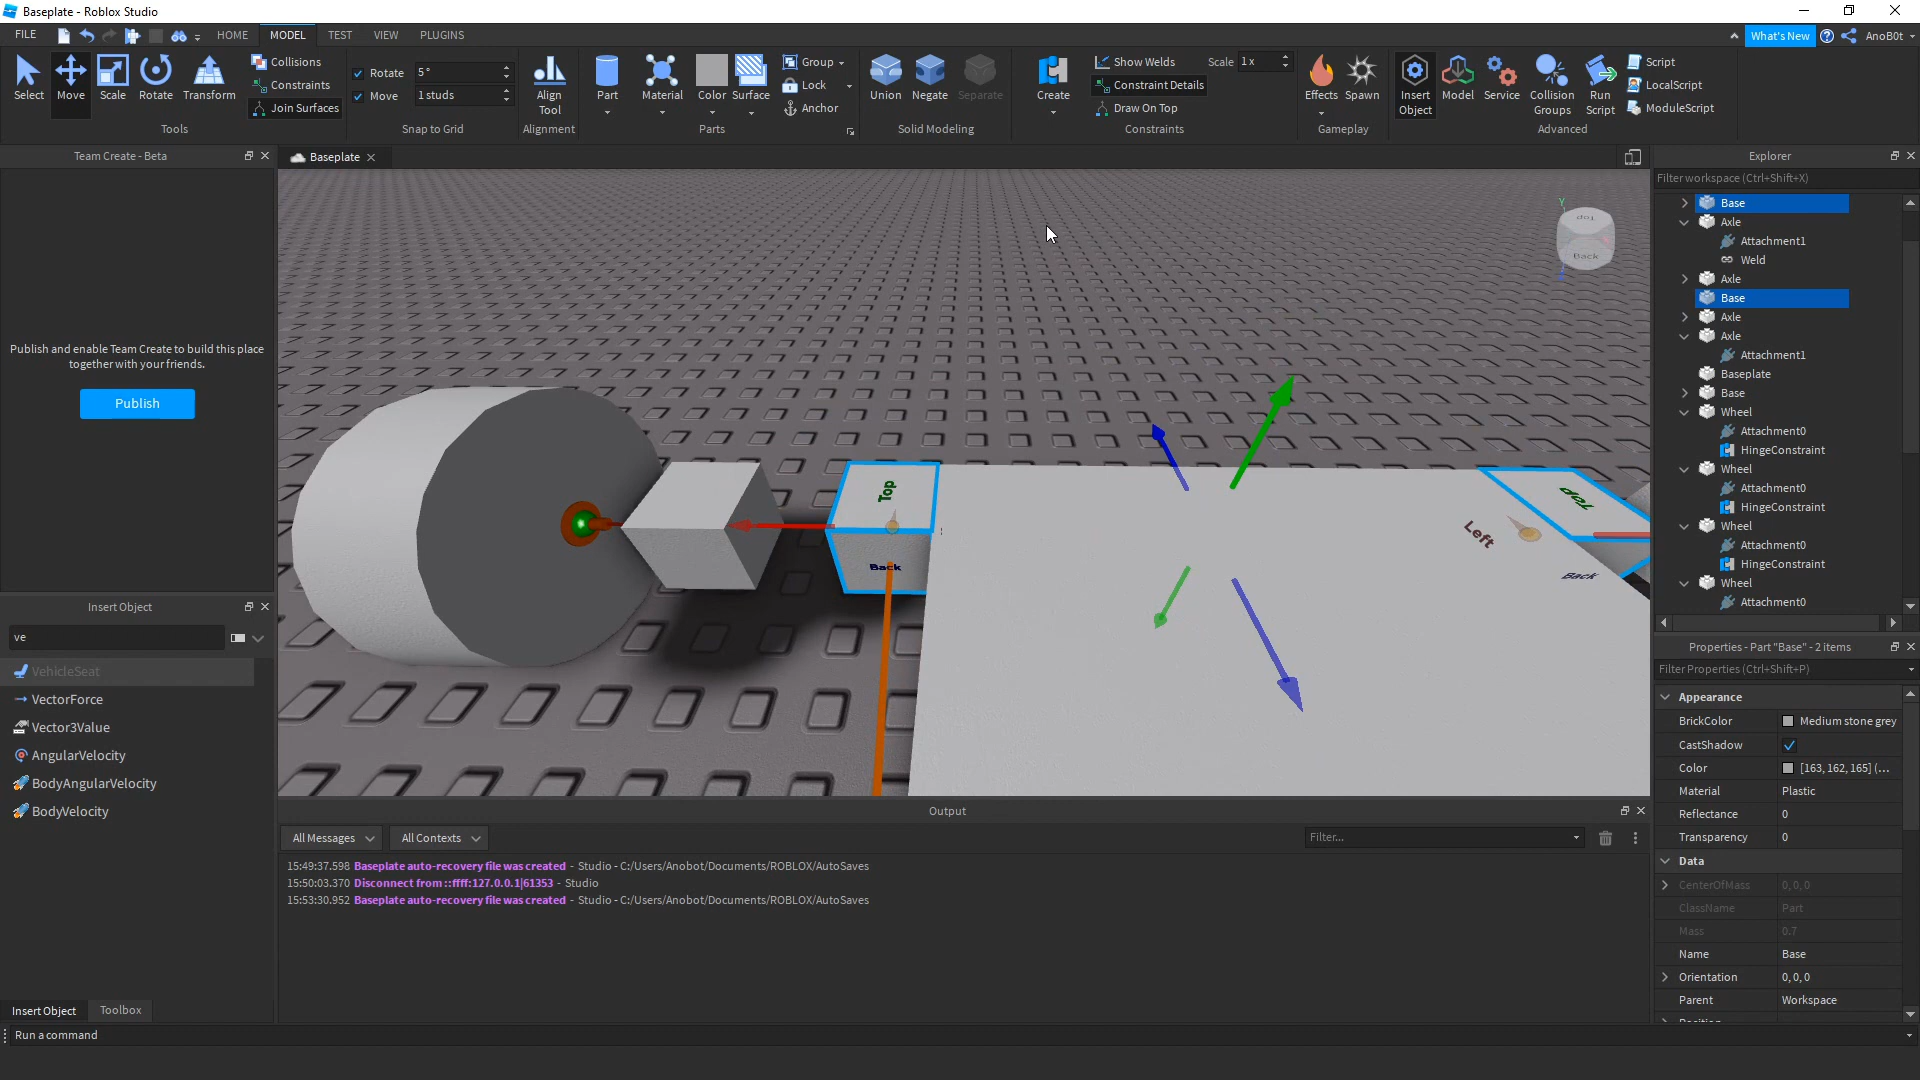 Baseplate - Roblox Studio
FILE
HOME
MODEL
TEST
VIEW
PLUGINS
What's New
AnoB0t
Select
Move
Scale
Rotate
Transform
Collisions
Constraints
Join Surfaces
Tools
Rotate
5°
Move
1 studs
Snap to Grid
Align
Tool
Alignment
Part
Material
Color
Surface
Group
Lock
Anchor
Parts
Union
Negate
Separate
Solid Modeling
Create
Show Welds
Scale
1 x
Constraint Details
Draw On Top
Constraints
Effects
Spawn
Gameplay
Insert
Object
Model
Service
Collision
Groups
Run
Script
Script
LocalScript
ModuleScript
Advanced
Team Create - Beta
Publish and enable Team Create to build this place
together with your friends.
Publish
Insert Object
ve
VehicleSeat
VectorForce
Vector3Value
AngularVelocity
BodyAngularVelocity
BodyVelocity
Insert Object
Toolbox
Run a command
Baseplate
Y
Top
Back
Top
Back
Left
Top
Back
Output
All Messages
All Contexts
Filter...
15:49:37.598 Baseplate auto-recovery file was created - Studio - C:/Users/Anobot/Documents/ROBLOX/AutoSaves
15:50:03.370 Disconnect from ::ffff:127.0.0.1|61353 - Studio
15:53:30.952 Baseplate auto-recovery file was created - Studio - C:/Users/Anobot/Documents/ROBLOX/AutoSaves
Explorer
Filter workspace (Ctrl+Shift+X)
Base
Axle
Attachment1
Weld
Axle
Base
Axle
Axle
Attachment1
Baseplate
Base
Wheel
Attachment0
HingeConstraint
Wheel
Attachment0
HingeConstraint
Wheel
Attachment0
HingeConstraint
Wheel
Attachment0
Properties - Part "Base" - 2 items
Filter Properties (Ctrl+Shift+P)
Appearance
BrickColor
Medium stone grey
CastShadow
Color
[163, 162, 165] (...
Material
Plastic
Reflectance
0
Transparency
0
Data
CenterOfMass
0, 0, 0
ClassName
Part
Mass
0.7
Name
Base
Orientation
0, 0, 0
Parent
Workspace